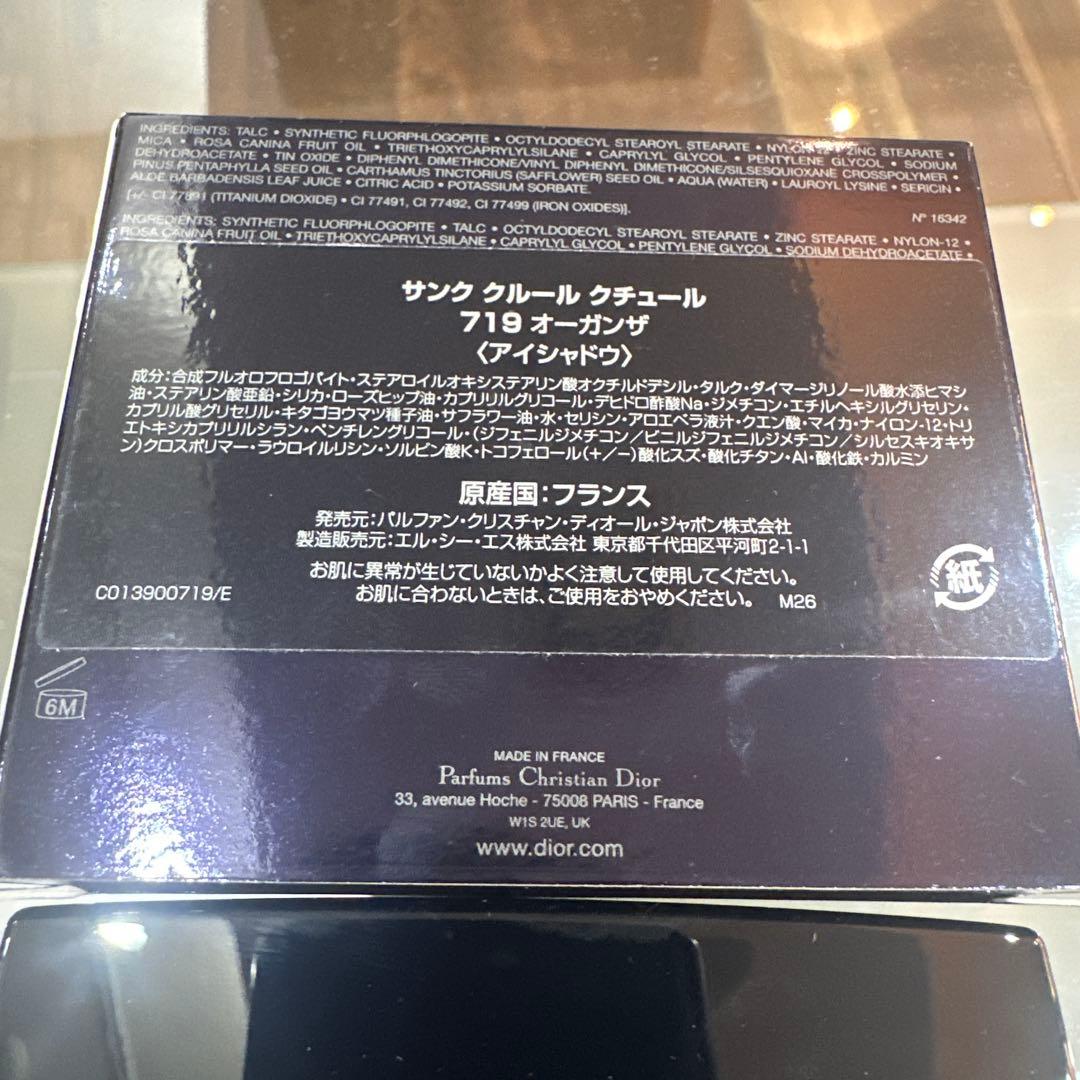 INGREDIENTS: TALC • SYNTHETIC FLUORPHLOGOPITE • OCTYLDODECYL STEAROYL STEARATE • NYLON-12 • ZINC STEARATE •
MICA • ROSA CANINA FRUIT OIL • TRIETHOXYCAPRYLYLSILANE • CAPRYLYL GLYCOL • PENTYLENE GLYCOL • SODIUM
DEHYDROACETATE • TIN OXIDE • DIPHENYL DIMETHICONE/VINYL DIPHENYL DIMETHICONE/SILSESQUIOXANE CROSSPOLYMER •
PINUS PENTAPHYLLA SEED OIL • CARTHAMUS TINCTORIUS (SAFFLOWER) SEED OIL • AQUA (WATER) • LAUROYL LYSINE • SERICIN •
ALOE BARBADENSIS LEAF JUICE • CITRIC ACID • POTASSIUM SORBATE.
[+/- CI 77891 (TITANIUM DIOXIDE) • CI 77491, CI 77492, CI 77499 (IRON OXIDES)].
N° 16342
INGREDIENTS: SYNTHETIC FLUORPHLOGOPITE • TALC • OCTYLDODECYL STEAROYL STEARATE • ZINC STEARATE • NYLON-12 •
ROSA CANINA FRUIT OIL • TRIETHOXYCAPRYLYLSILANE • CAPRYLYL GLYCOL • PENTYLENE GLYCOL • SODIUM DEHYDROACETATE •
サンク クルール クチュール
719 オーガンザ
〈アイシャドウ〉
成分:合成フルオロフロゴパイト・ステアロイルオキシステアリン酸オクチルドデシル・タルク・ダイマージリノール酸水添ヒマシ
油・ステアリン酸亜鉛・シリカ・ローズヒップ油・カプリリルグリコール・デヒドロ酢酸Na・ジメチコン・エチルヘキシルグリセリン・
カプリル酸グリセリル・キタゴヨウマツ種子油・サフラワー油・水・セリシン・アロエベラ液汁・クエン酸・マイカ・ナイロン-12・トリ
エトキシカプリリルシラン・ペンチレングリコール・(ジフェニルジメチコン/ビニルジフェニルジメチコン/シルセスキオキサ
ン)クロスポリマー・ラウロイルリシン・ソルビン酸K・トコフェロール(+/-)酸化スズ・酸化チタン・Al・酸化鉄・カルミン
原産国:フランス
発売元:パルファン・クリスチャン・ディオール・ジャポン株式会社
製造販売元:エル・シー・エス株式会社 東京都千代田区平河町2-1-1
お肌に異常が生じていないかよく注意して使用してください。
お肌に合わないときは、ご使用をおやめください。 M26
C013900719/E
紙
6M
MADE IN FRANCE
Parfums Christian Dior
33, avenue Hoche - 75008 PARIS - France
W1S 2UE, UK
www.dior.com